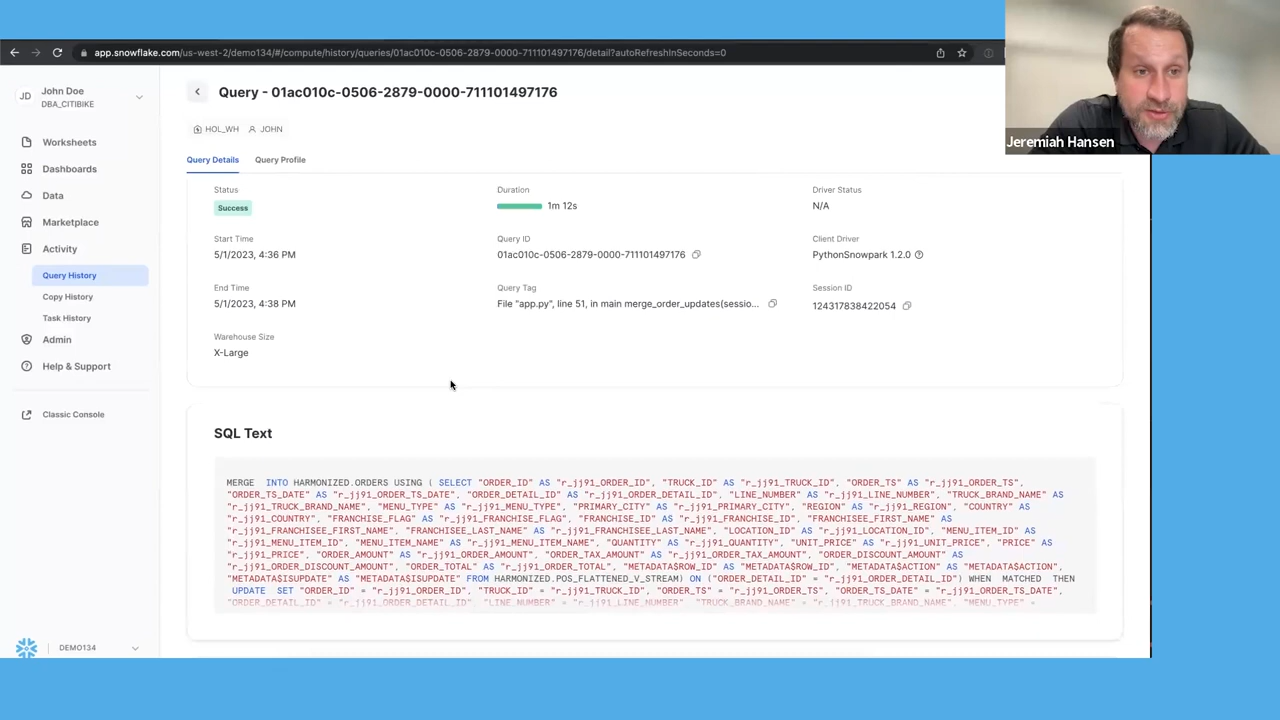 app.snowflake.com/us-west-2/demo134/#/compute/history/queries/01ac010c-0506-2879-0000-711101497176/detail?autoRefreshInSeconds=0
Jeremiah Hansen
JD
John Doe
DBA_CITIBIKE
Worksheets
Dashboards
Data
Marketplace
Activity
Query History
Copy History
Task History
Admin
Help & Support
Classic Console
DEMO134
Query - 01ac010c-0506-2879-0000-711101497176
HOL_WH JOHN
Query Details Query Profile
Status
Success
Duration
1m 12s
Driver Status
N/A
Start Time
5/1/2023, 4:36 PM
Query ID
01ac010c-0506-2879-0000-711101497176
Client Driver
PythonSnowpark 1.2.0
End Time
5/1/2023, 4:38 PM
Query Tag
File "app.py", line 51, in main merge_order_updates(sessio...
Session ID
124317838422054
Warehouse Size
X-Large
SQL Text
MERGE INTO HARMONIZED.ORDERS USING ( SELECT "ORDER_ID" AS "r_jj91_ORDER_ID", "TRUCK_ID" AS "r_jj91_TRUCK_ID", "ORDER_TS" AS "r_jj91_ORDER_TS",
"ORDER_TS_DATE" AS "r_jj91_ORDER_TS_DATE", "ORDER_DETAIL_ID" AS "r_jj91_ORDER_DETAIL_ID", "LINE_NUMBER" AS "r_jj91_LINE_NUMBER", "TRUCK_BRAND_NAME" AS
"r_jj91_TRUCK_BRAND_NAME", "MENU_TYPE" AS "r_jj91_MENU_TYPE", "PRIMARY_CITY" AS "r_jj91_PRIMARY_CITY", "REGION" AS "r_jj91_REGION", "COUNTRY" AS
"r_jj91_COUNTRY", "FRANCHISE_FLAG" AS "r_jj91_FRANCHISE_FLAG", "FRANCHISE_ID" AS "r_jj91_FRANCHISE_ID", "FRANCHISEE_FIRST_NAME" AS
"r_jj91_FRANCHISEE_FIRST_NAME", "FRANCHISEE_LAST_NAME" AS "r_jj91_FRANCHISEE_LAST_NAME", "LOCATION_ID" AS "r_jj91_LOCATION_ID", "MENU_ITEM_ID" AS
"r_jj91_MENU_ITEM_ID", "MENU_ITEM_NAME" AS "r_jj91_MENU_ITEM_NAME", "QUANTITY" AS "r_jj91_QUANTITY", "UNIT_PRICE" AS "r_jj91_UNIT_PRICE", "PRICE" AS
"r_jj91_PRICE", "ORDER_AMOUNT" AS "r_jj91_ORDER_AMOUNT", "ORDER_TAX_AMOUNT" AS "r_jj91_ORDER_TAX_AMOUNT", "ORDER_DISCOUNT_AMOUNT" AS
"r_jj91_ORDER_DISCOUNT_AMOUNT", "ORDER_TOTAL" AS "r_jj91_ORDER_TOTAL", "METADATA$ROW_ID" AS "METADATA$ROW_ID", "METADATA$ACTION" AS "METADATA$ACTION",
"METADATA$ISUPDATE" AS "METADATA$ISUPDATE" FROM HARMONIZED.POS_FLATTENED_V_STREAM) ON ("ORDER_DETAIL_ID" = "r_jj91_ORDER_DETAIL_ID") WHEN MATCHED THEN
UPDATE SET "ORDER_ID" = "r_jj91_ORDER_ID", "TRUCK_ID" = "r_jj91_TRUCK_ID", "ORDER_TS" = "r_jj91_ORDER_TS", "ORDER_TS_DATE" = "r_jj91_ORDER_TS_DATE",
"ORDER_DETAIL_ID" = "r_jj91_ORDER_DETAIL_ID", "LINE_NUMBER" = "r_jj91_LINE_NUMBER", "TRUCK_BRAND_NAME" = "r_jj91_TRUCK_BRAND_NAME", "MENU_TYPE" =